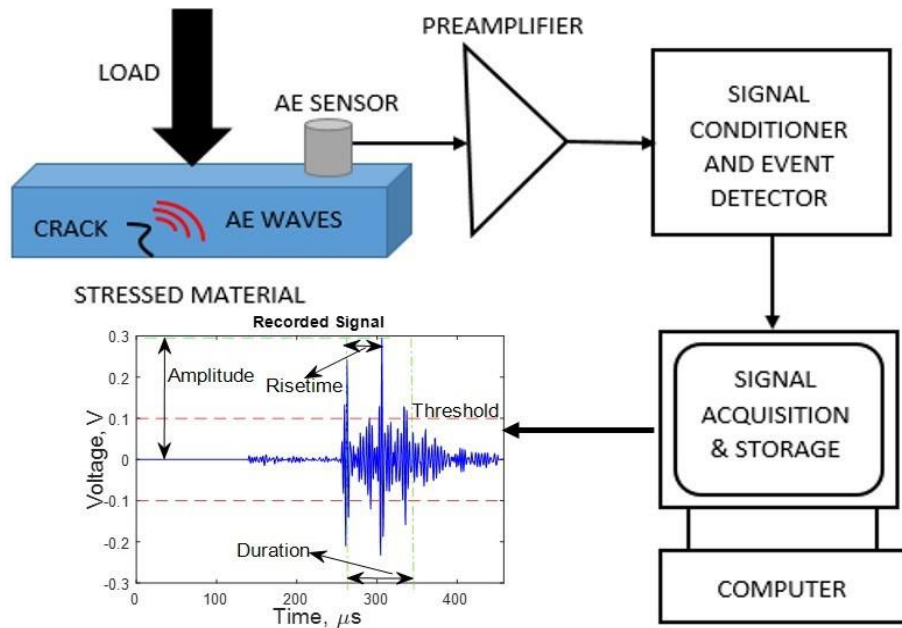 PREAMPLIFIER
LOAD
AE SENSOR
SIGNAL
CONDITIONER
AND EVENT
DETECTOR
CRACK
AE WAVES
STRESSED MATERIAL
Recorded Signal
0.3
0.2
0.1
0
-0.1
-0.2
-0.3
Voltage, V
Amplitude
Risetime
Threshold
Duration
0
100
200
300
400
Time, μs
SIGNAL
ACQUISITION
& STORAGE
COMPUTER